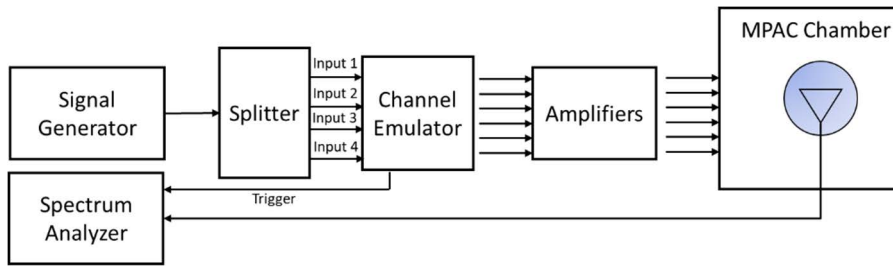 MPAC Chamber
Signal
Generator
Splitter
Input 1
Input 2
Input 3
Input 4
Channel
Emulator
Amplifiers
Trigger
Spectrum
Analyzer